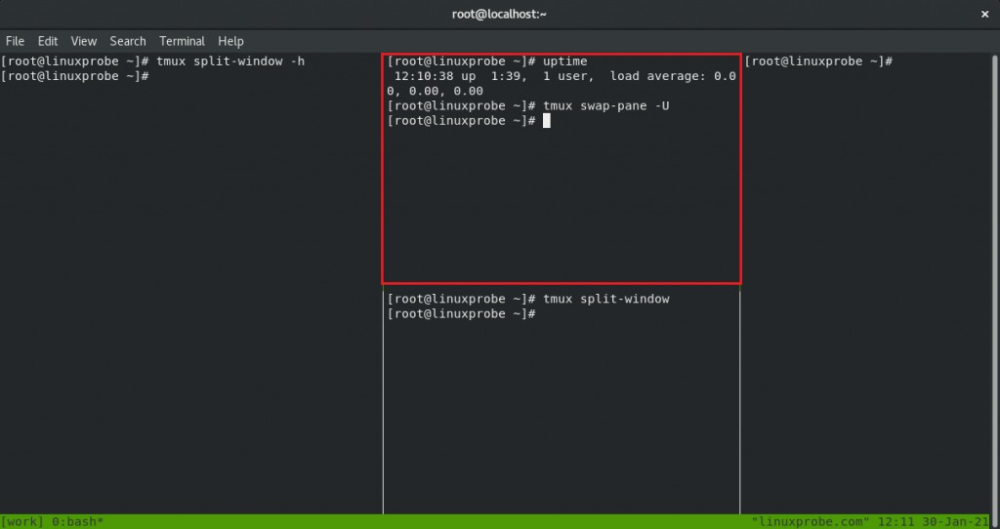 root@localhost:~
File Edit View Search Terminal Help
[root@linuxprobe ~]# tmux split-window -h
[root@linuxprobe ~]#
[root@linuxprobe ~]# uptime
12:10:38 up  1:39,  1 user,  load average: 0.0
0, 0.00, 0.00
[root@linuxprobe ~]# tmux swap-pane -U
[root@linuxprobe ~]#
[root@linuxprobe ~]# tmux split-window
[root@linuxprobe ~]#
[root@linuxprobe ~]#
[work] 0:bash* "linuxprobe.com" 12:11 30-Jan-21